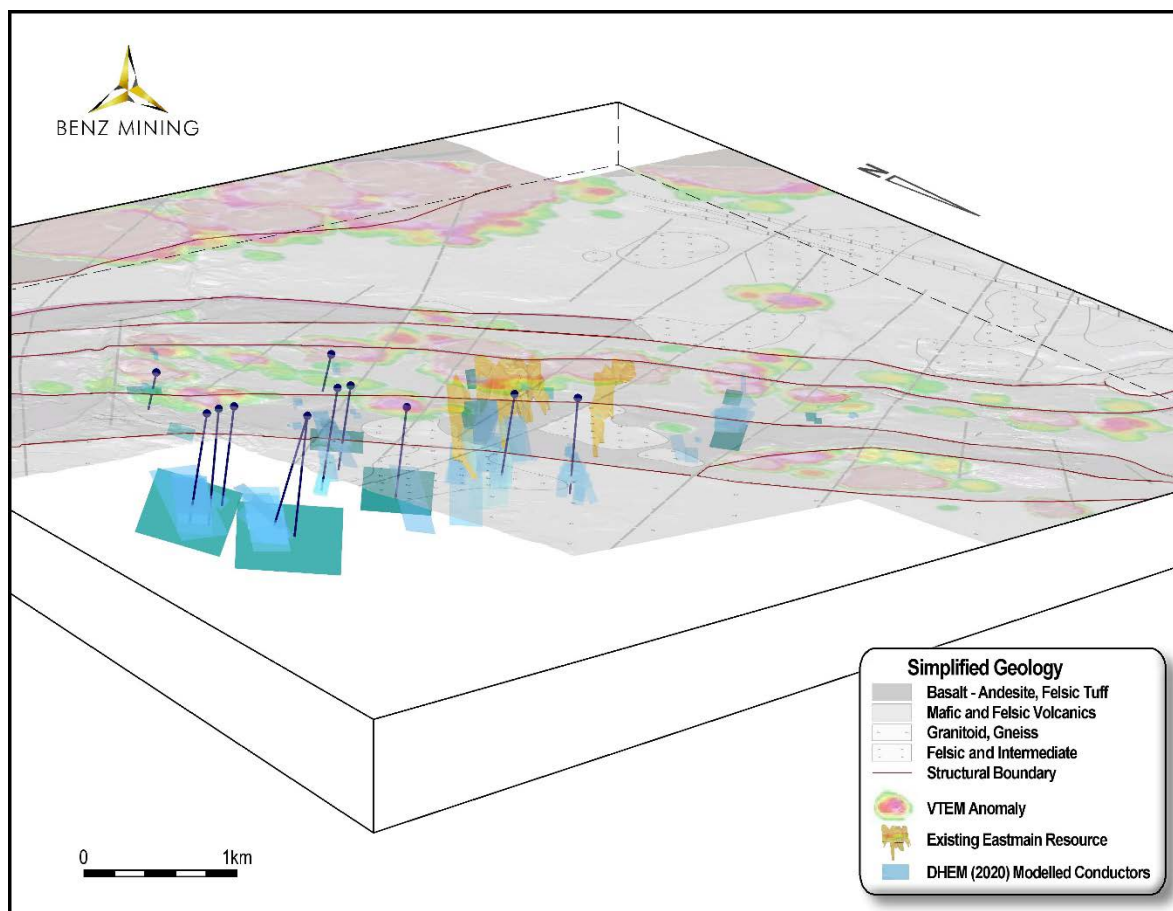 BENZ MINING
N
Simplified Geology
Basalt - Andesite, Felsic Tuff
Mafic and Felsic Volcanics
Granitoid, Gneiss
Felsic and Intermediate
Structural Boundary
VTEM Anomaly
Existing Eastmain Resource
DHEM (2020) Modelled Conductors
0 1km